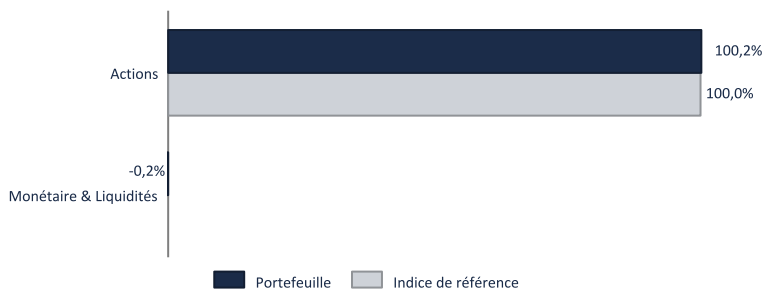 100,2%
Actions
100,0%
-0,2%
Monétaire & Liquidités
Portefeuille
Indice de référence